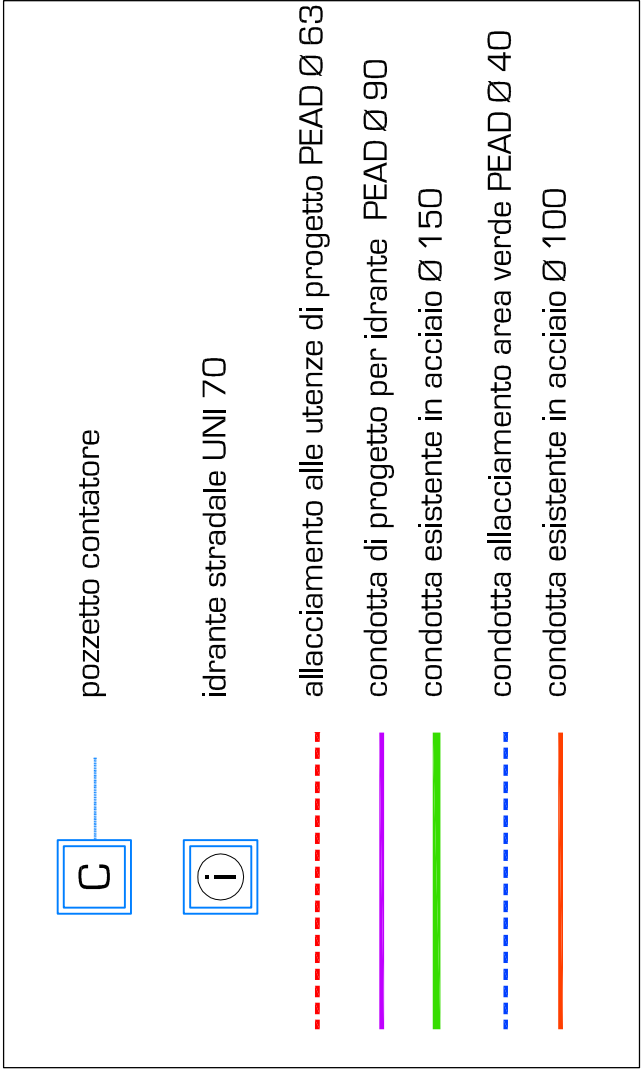 C pozzetto contatore
i idrante stradale UNI 70
allacciamento alle utenze di progetto PEAD Ø 63
condotta di progetto per idrante PEAD Ø 90
condotta esistente in acciaio Ø 150
condotta allacciamento area verde PEAD Ø 40
condotta esistente in acciaio Ø 100